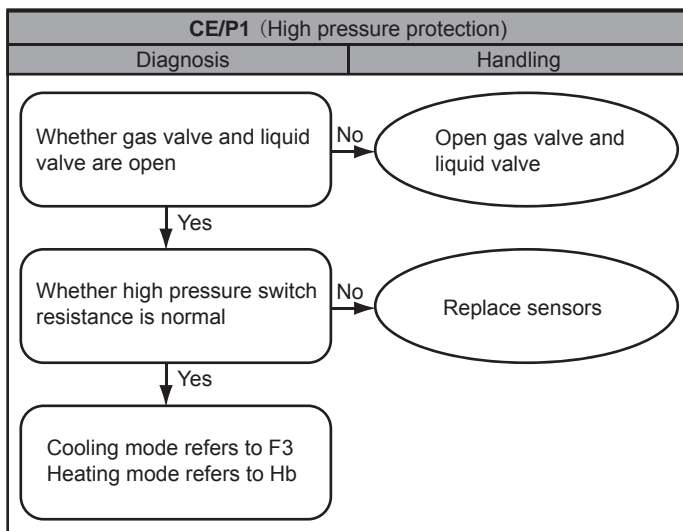 CE/P1（High pressure protection)
Diagnosis
Handling
Whether gas valve and liquid
valve are open
No
Open gas valve and
liquid valve
Yes
Whether high pressure switch
resistance is normal
No
Replace sensors
Yes
Cooling mode refers to F3
Heating mode refers to Hb